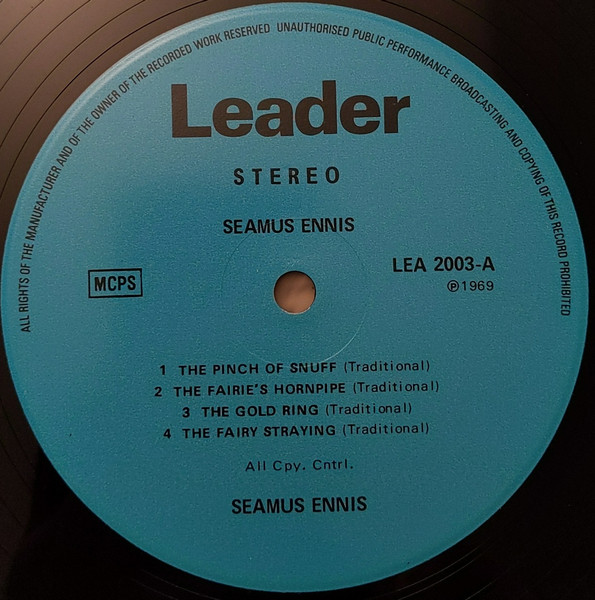 ALL RIGHTS OF THE MANUFACTURER AND OF THE OWNER OF THE RECORDED WORK RESERVED UNAUTHORISED PUBLIC PERFORMANCE BROADCASTING AND COPYING OF THIS RECORD PROHIBITED
Leader
STEREO
SEAMUS ENNIS
MCPS
LEA 2003-A
℗1969
1 THE PINCH OF SNUFF (Traditional)
2 THE FAIRIE'S HORNPIPE (Traditional)
3 THE GOLD RING (Traditional)
4 THE FAIRY STRAYING (Traditional)
All Cpy. Cntrl.
SEAMUS ENNIS